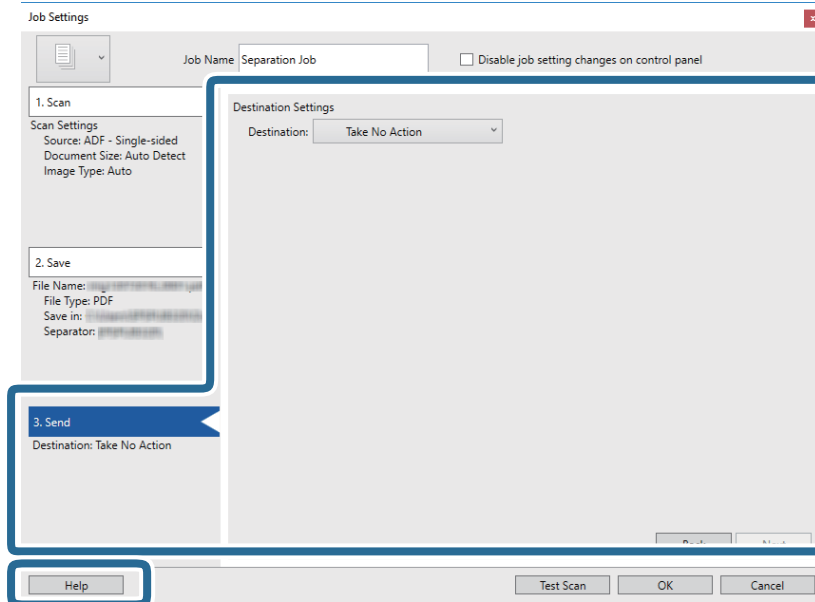 Job Settings
Job Name Separation Job Disable job setting changes on control panel
1. Scan
Scan Settings
Source: ADF - Single-sided
Document Size: Auto Detect
Image Type: Auto
2. Save
File Name:
File Type: PDF
Save in:
Separator:
3. Send
Destination: Take No Action
Destination Settings
Destination: Take No Action
Back Next
Help Test Scan OK Cancel